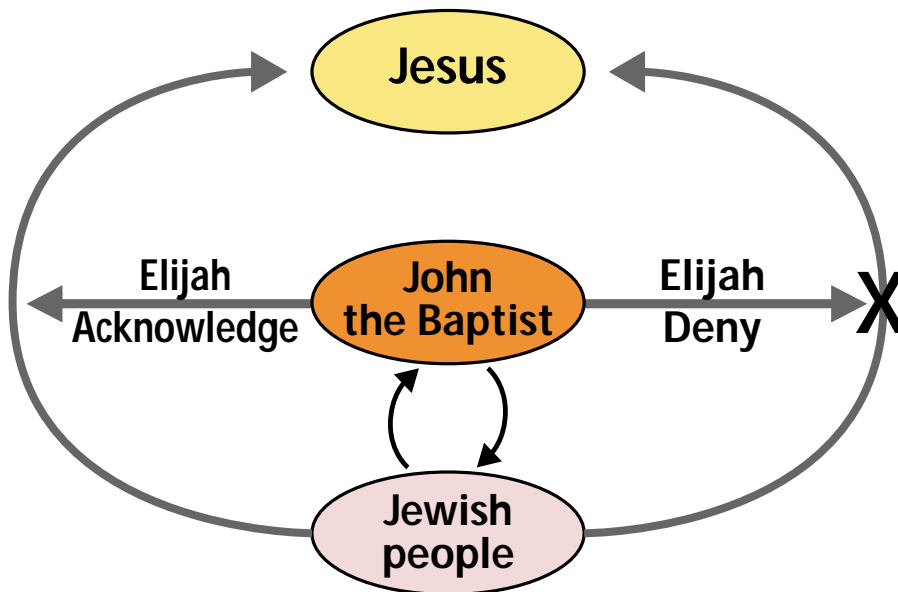 Jesus
Elijah
Acknowledge
John
the Baptist
Elijah
Deny
X
Jewish
people